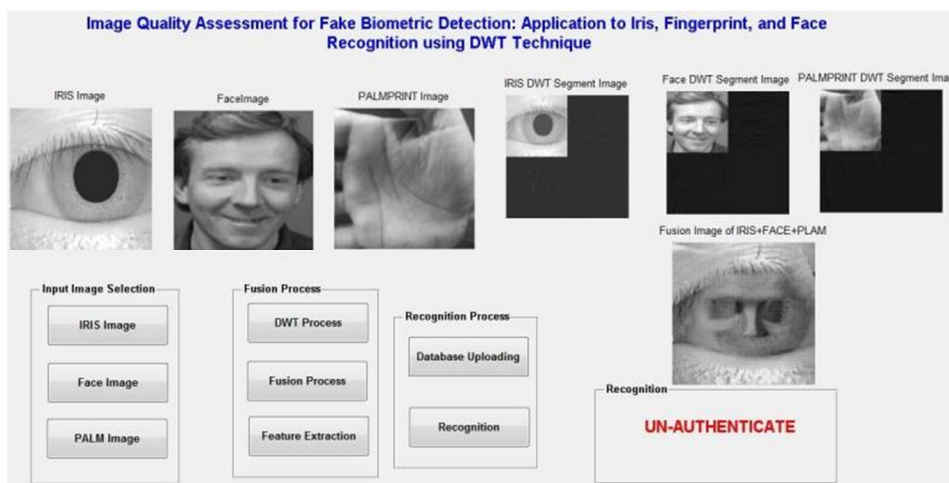 Image Quality Assessment for Fake Biometric Detection: Application to Iris, Fingerprint, and Face
Recognition using DWT Technique
IRIS Image
FaceImage
PALMPRINT Image
IRIS DWT Segment Image
Face DWT Segment Image
PALMPRINT DWT Segment Ima
Fusion Image of IRIS+FACE+PLAM
Input Image Selection
IRIS Image
Face Image
PALM Image
Fusion Process
DWT Process
Fusion Process
Feature Extraction
Recognition Process
Database Uploading
Recognition
Recognition
UN-AUTHENTICATE